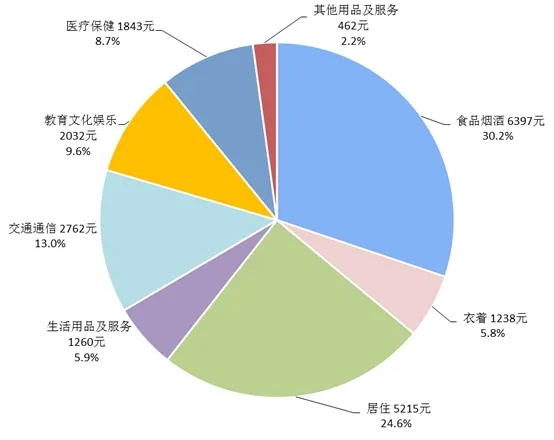 其他用品及服务
462元
2.2%
医疗保健 1843元
8.7%
教育文化娱乐
2032元
9.6%
食品烟酒 6397元
30.2%
交通通信 2762元
13.0%
生活用品及服务
1260元
5.9%
衣着 1238元
5.8%
居住 5215元
24.6%